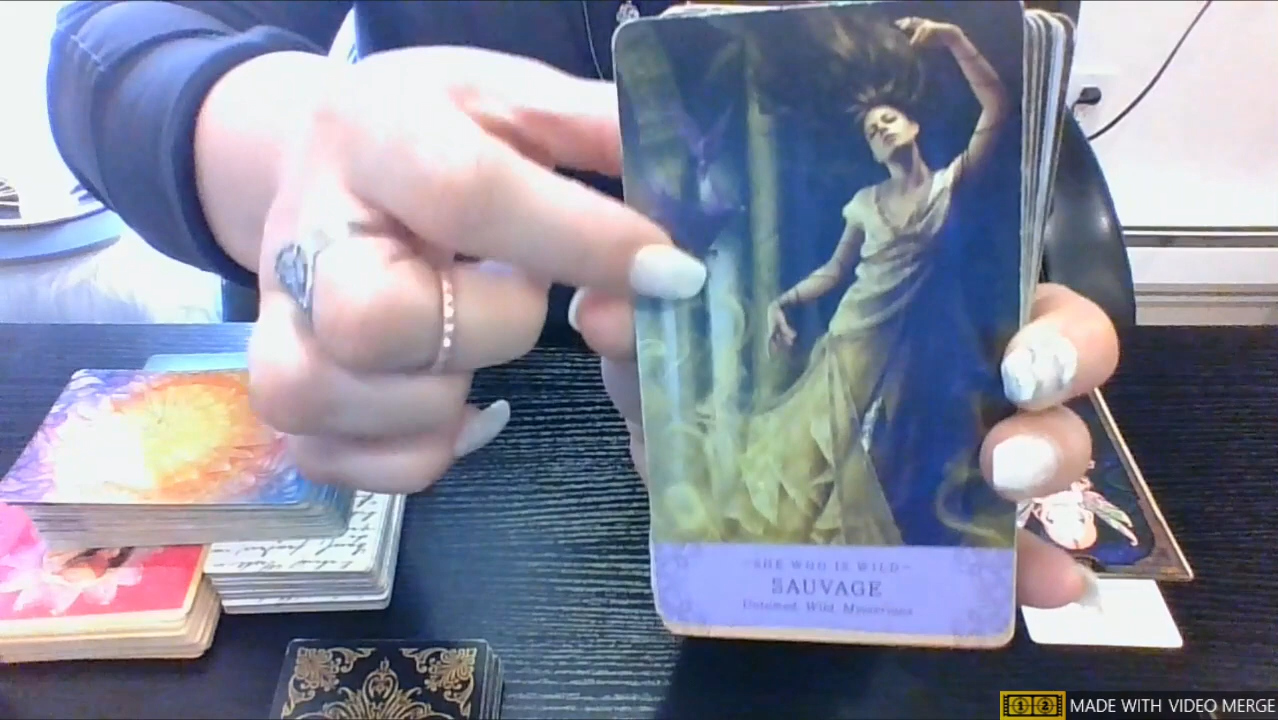 ~SHE WHO IS WILD~
SAUVAGE
Untamed, Wild, Mysterious
MADE WITH VIDEO MERGE